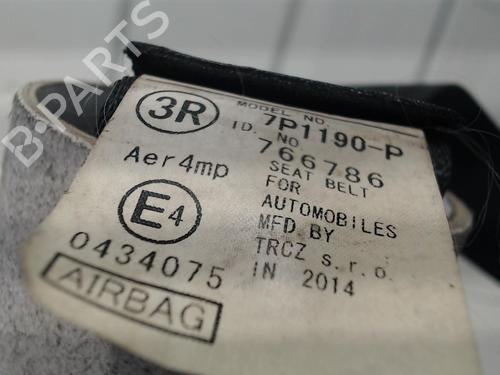 B-PARTS
3R
MODEL NO.
7P1190-P
ID. NO.
766786
Aer4mp
SEAT BELT
FOR
AUTOMOBILES
E4
MFD BY
TRCZ s.r.o.
0434075
IN 2014
AIRBAG